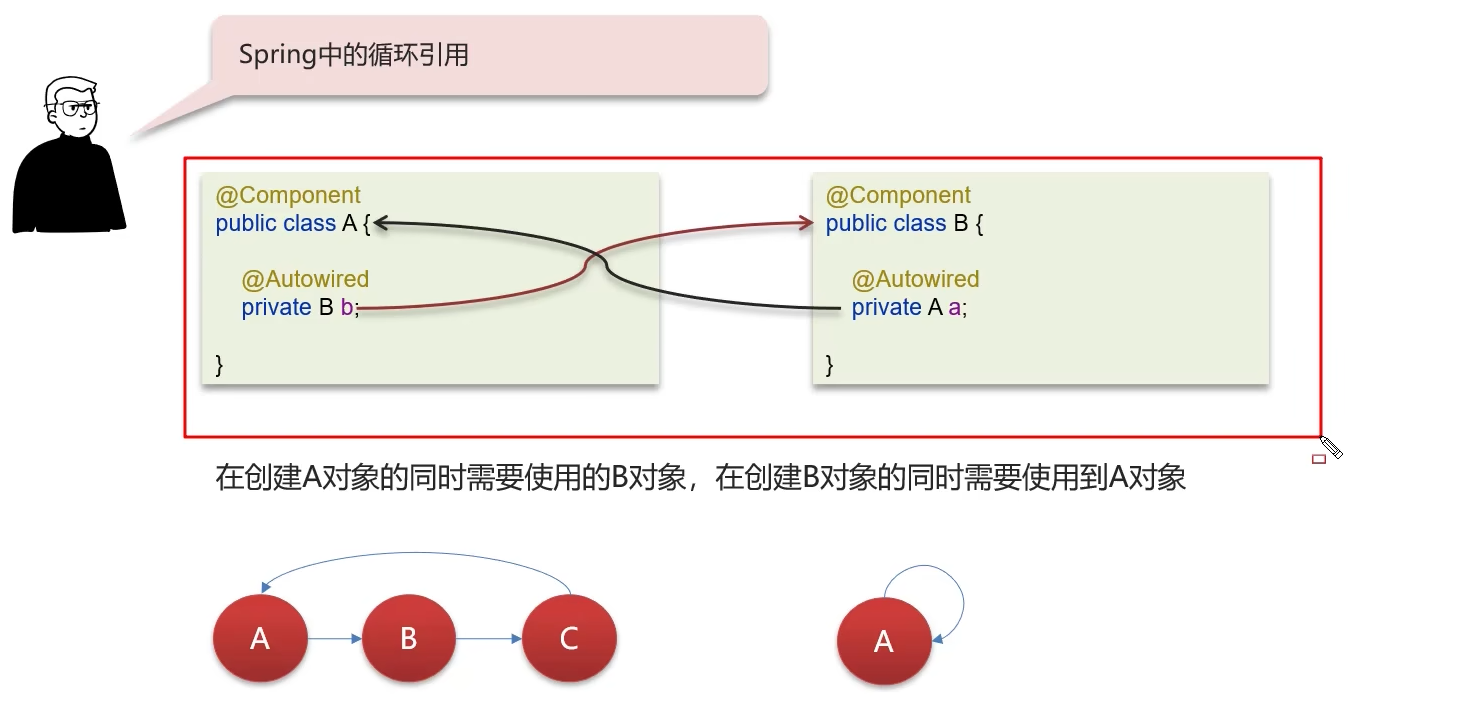 Spring中的循环引用
@Component
public class A {
@Autowired
private B b;
}
@Component
public class B {
@Autowired
private A a;
}
在创建A对象的同时需要使用的B对象，在创建B对象的同时需要使用到A对象
A
B
C
A